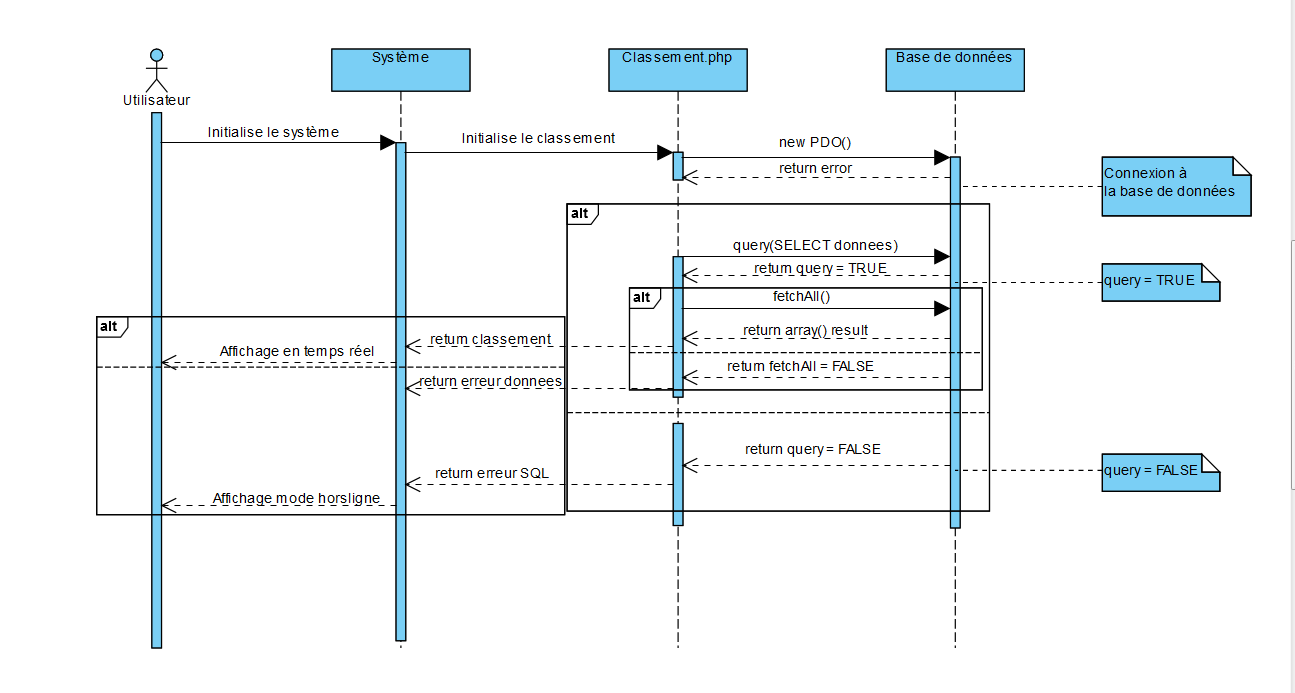 Système
Classement.php
Base de données
Utilisateur
Initialise le système
Initialise le classement
new PDO()
return error
Connexion à
la base de données
alt
query(SELECT donnees)
return query = TRUE
query = TRUE
alt
fetchAll()
alt
return array() result
return classement
Affichage en temps réel
return fetchAll = FALSE
return erreur donnees
return query = FALSE
query = FALSE
return erreur SQL
Affichage mode horsligne